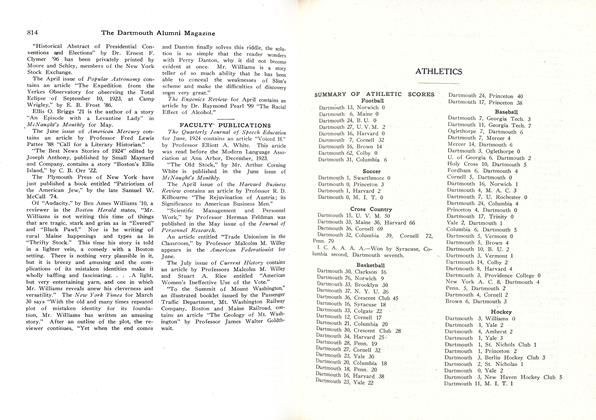 814 The Dartmouth Alumni Magazine
"Historical Abstract of Presidential Con-
ventions and Elections" by Dr. Ernest F.
Clymer '96 has been privately printed by
Moore and Schley, members of the New York
Stock Exchange.
The April issue of Popular Astronomy con-
tains an article "The Expedition from the
Yerkes Observatory for observing the Total
Eclipse of September 10, 1923, at Camp
Wrigley," by E. B. Frost '86.
Ellis O. Briggs '21 is the author of a story
"An Episode with a Levantine Lady" in
McNaught's Monthly for May.
The June issue of American Mercury con-
tains an article by Professor Fred Lewis
Pattee '88 "Call for a Literary Historian."
"The Best News Stories of 1924" edited by
Joseph Anthony, published by Small Maynard
and Company, contains a story "Boston's Ellis
Island," by C. B. Orr '22.
The Plymouth Press of New York have
just published a book entitled "Patriotism of
the American Jew," by the late Samuel W.
McCall '74.
Of "Audacity," by Ben Ames Williams '10, a
reviewer in the Boston Herald states, "Mr.
Williams is not writing this time of things
that are tragic, stark and grim as in "Evered"
and "Black Pawl." Nor is he writing of
rural Maine happenings and types as in
"Thrifty Stock." This time his story is told
in a lighter vein, a comedy with a Boston
setting. There is nothing very plausible in it,
but it is breezy and amusing and the com-
plications of its mistaken identities make it
wholly baffling and fascinating. . . . A light,
but very entertaining yarn, and one in which
Mr. Williams reveals anew his cleverness and
versatility." The New York Times for March
30 says "With the old and many times repeated
plot of mistaken identity for its founda-
tion, Mr. Williams has written an amusing
story." After an outline of the plot, the re-
viewer continues, "Yet when the end comes
and Danton finally solves this riddle, the solu-
tion is so simple that the reader wonders
with Perry Danton, why it did not become
evident at once. Mr. Williams is a story
teller of so much ability that he has been
able to conceal the weaknesses of Slim's
scheme and make the difficulties of discovery
seem very great."
The Eugenics Review for April contains an
article by Dr. Raymond Pearl '99 "The Racial
Effect of Alcohol."
FACULTY PUBLICATIONS
The Quarterly Journal of Speech Education
for June, 1924 contains an article "Voiced H"
by Professor Elliott A. White. This article
was read before the Modern Language Asso-
ciation at Ann Arbor, December, 1923.
"The Old Stock," by Mr. Arthur Corning
White is published in the June issue of
McNaught's Monthly.
The April issue of the Harvard Business
Review contains an article by Professor R. D.
Kilbourne "The Rejuvination of Austria; Its
Significance to American Business Men."
"Scientific Management and Personal
Work," by Professor Herman Feldman was
published in the May issue of the Journal of
Personnel Research.
An article entitled, "Trade Unionism in the
Classroom," by Professor Malcolm M. Willey
appears in the American Federationist for
June.
The July issue of Current History contains
an article by Professors Malcolm M. Willey
and Stuart A. Rice entitled "American
Women's Ineffective Use of the Vote."
"To the Summit of Mount Washington,"
an illustrated booklet issued by the Passenger
Traffic Department, Mt. Washington Railway
Company, Boston and Maine Railroad, con-
tains an article "The Geology of Mt. Wash-
ington" by Professor James Walter Goldth-
wait.
ATHLETICS
SUMMARY OF ATHLETIC SCORES
Football
Dartmouth 13, Norwich 0
Dartmouth 6, Maine 0
Dartmouth 24, B. U. 0
Dartmouth 27, U. V. M. 2
Dartmouth 16, Harvard 0
Dartmouth 7, Cornell 32
Dartmouth 16, Brown 14
Dartmouth 62, Colby 0
Dartmouth 31, Columbia 6
Soccer
Dartmouth 1, Swarthmore 0
Dartmouth 0, Princeton 3
Dartmouth 1, Harvard 2
Dartmouth 0, M. I. T. 0
Cross Country
Dartmouth 15, U. V. M. 50
Dartmouth 33, Maine 36, Harvard 66
Dartmouth 26, Cornell 69
Dartmouth 32, Columbia 39, Cornell 72,
Penn. 79
I. C. A. A. A. A.—Won by Syracuse, Co-
lumbia second, Dartmouth seventh.
Basketball
Dartmouth 30, Clarkson 16
Dartmouth 33, Brooklyn 30
Dartmouth 37, N. Y. U. 26
Dartmouth 36, Crescent Club 45
Dartmouth 16, Syracuse 18
Dartmouth 33, Colgate 22
Dartmouth 12, Cornell 17
Dartmouth 21, Columbia 20
Dartmouth 30, Crescent Club 28
Dartmouth 34, Harvard 25
Dartmouth 28, Penn. 19
Dartmouth 27, Cornell 32
Dartmouth 23, Yale 30
Dartmouth 20, Columbia 18
Dartmouth 18, Penn. 20
Dartmouth 16, Harvard 38
Dartmouth 23, Yale 22
Dartmouth 24, Princeton 40
Dartmouth 17, Princeton 38
Baseball
Dartmouth 7, Georgia Tech. 3
Dartmouth 11, Georgia Tech. 7
Oglethorpe 7, Dartmouth 6
Dartmouth 7, Mercer 4
Mercer 14, Dartmouth 6
Dartmouth 3, Oglethorpe 0
U. of Georgia 6, Dartmouth 2
Holy Cross 10, Dartmouth 5
Fordham 6, Dartmouth 4
Cornell 5, Dartmouth 0
Dartmouth 16, Norwich 1
Dartmouth 4, M. A. C. 3
Dartmouth 7, U. Rochester 0
Dartmouth 24, Columbia 4
Princeton 4, Dartmouth 0
Dartmouth 17, Trinity 0
Yale 2, Dartmouth 1
Columbia 6, Dartmouth 5
Dartmouth 5, Vermont 0
Dartmouth 5, Brown 4
Dartmouth 10, B. U. 2
Dartmouth 3, Vermont 1
Dartmouth 14, Colby 2
Dartmouth 8, Harvard 4
Dartmouth 3, Providence College 0
New York A. C. 8, Dartmouth 4
Penn. 5, Dartmouth 2
Dartmouth 4, Cornell 2
Brown 6, Dartmouth 3
Hockey
Dartmouth 3, Williams 0
Dartmouth 1, Yale 2
Dartmouth 4, Amherst 2
Dartmouth 1, Yale 3
Dartmouth 1, St. Nichols Club 1
Dartmouth 1, Princeton 2
Dartmouth 3, Berlin Hockey Club 3
Dartmouth 2, St. Nicholas 1
Dartmouth 0, Yale 2
Dartmouth 3, New Haven Hockey Club 5
Dartmouth 11, M. I. T. 1